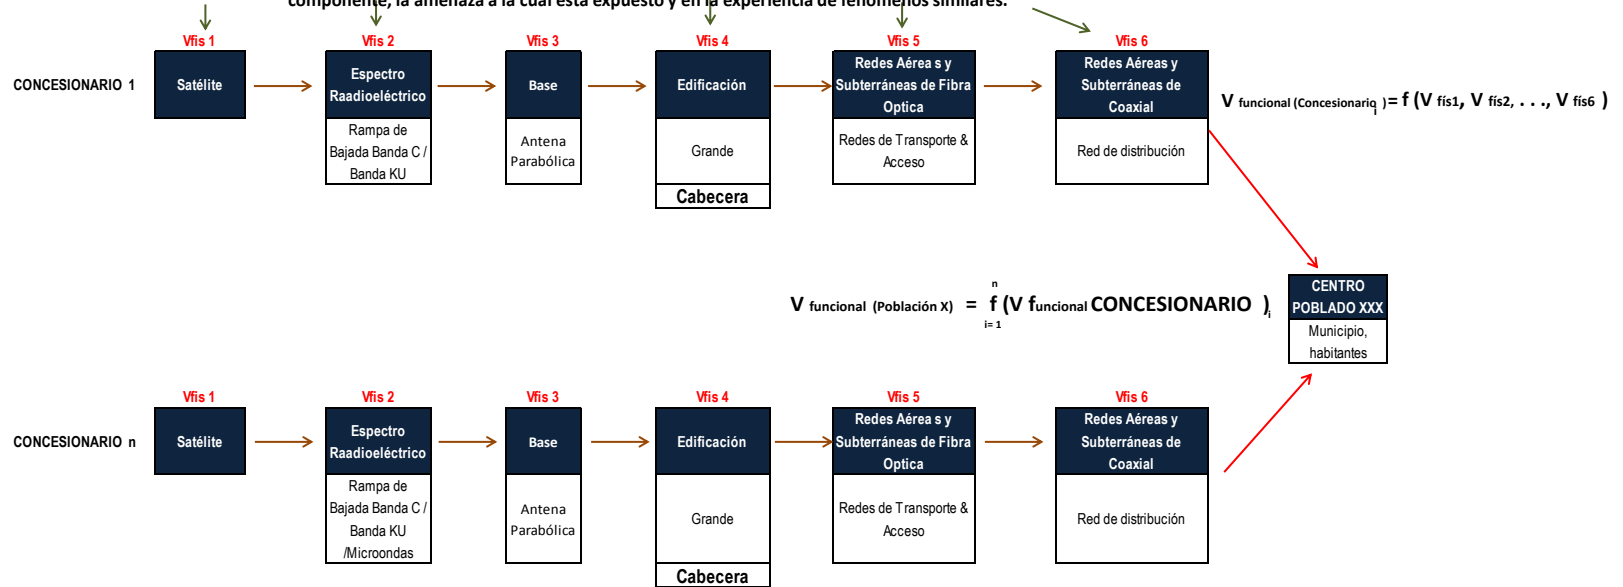 componente, la amenaza a la cual está expuesto y en la experiencia de fenómenos similares.
Vfis 1
Vfis 2
Vfis 3
Vfis 4
Vfis 5
Vfis 6
CONCESIONARIO 1
Satélite
Espectro
Raadioeléctrico
Rampa de
Bajada Banda C /
Banda KU
Base
Antena
Parabólica
Edificación
Grande
Cabecera
Redes Aérea s y
Subterráneas de Fibra
Optica
Redes de Transporte &
Acceso
Redes Aéreas y
Subterráneas de
Coaxial
Red de distribución
V funcional (Concesionario i) = f (V fís1, V fís2, . . ., V fís6 )
n
V funcional (Población X) = f (V funcional CONCESIONARIO )i
i= 1
CENTRO
POBLADO XXX
Municipio,
habitantes
Vfis 1
Vfis 2
Vfis 3
Vfis 4
Vfis 5
Vfis 6
CONCESIONARIO n
Satélite
Espectro
Raadioeléctrico
Rampa de
Bajada Banda C /
Banda KU
/Microondas
Base
Antena
Parabólica
Edificación
Grande
Cabecera
Redes Aérea s y
Subterráneas de Fibra
Optica
Redes de Transporte &
Acceso
Redes Aéreas y
Subterráneas de
Coaxial
Red de distribución